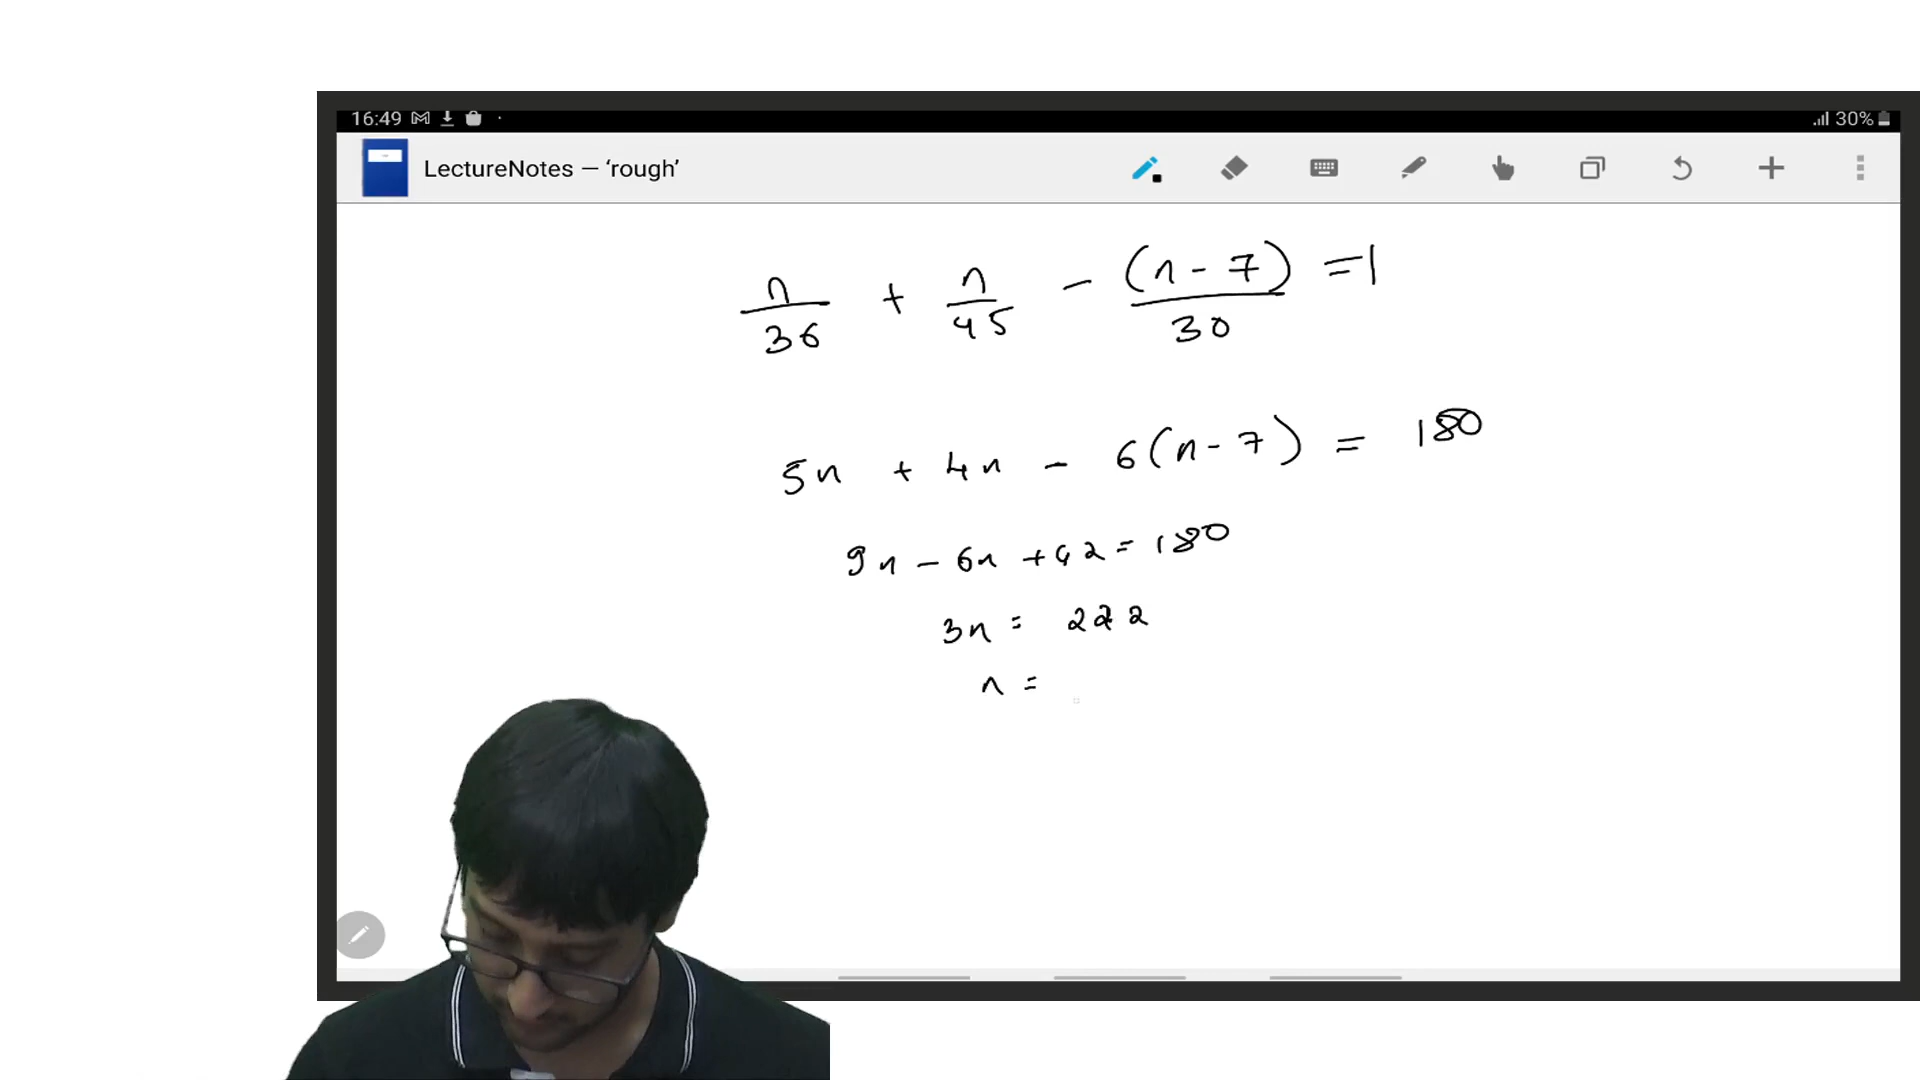 16:49 30%
LectureNotes — ‘rough’
n/36 + n/45 - (n-7)/30 = 1
5n + 4n - 6(n-7) = 180
9n - 6n + 42 = 180
3n = 222
n =